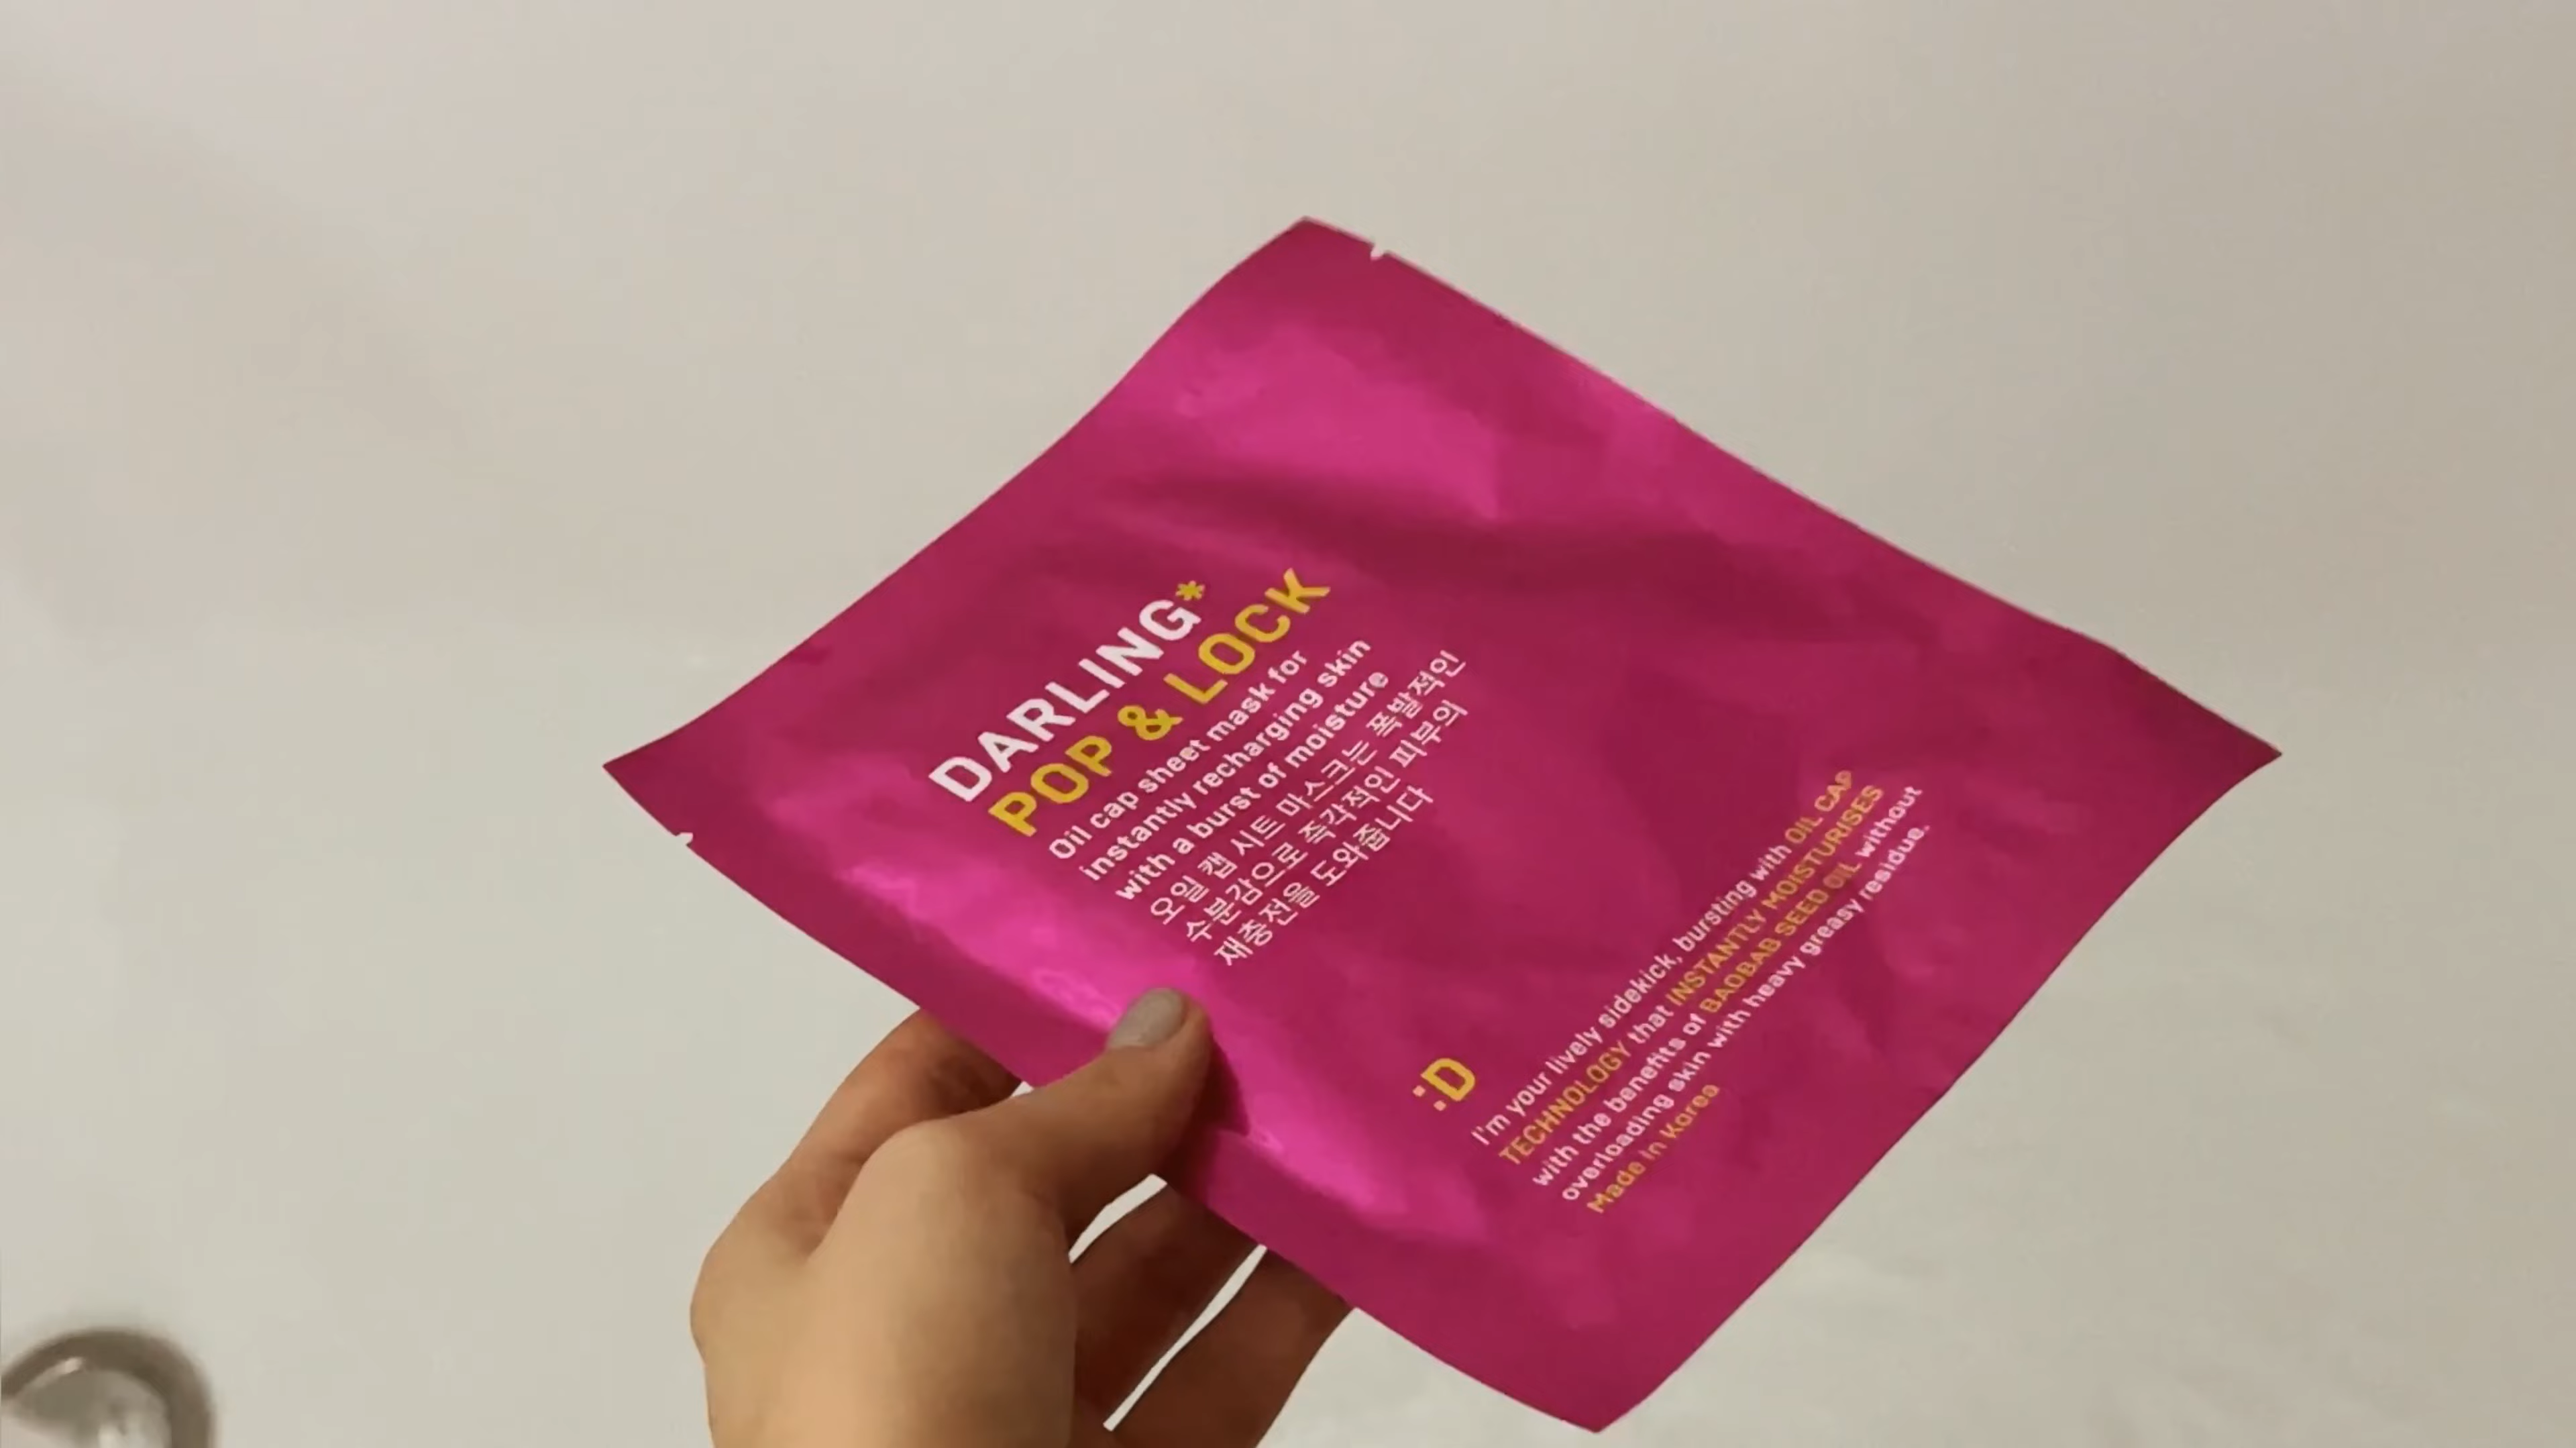 DARLING*
POP & LOCK
Oil cap sheet mask for
instantly recharging skin
with a burst of moisture
오일 캡 시트 마스크는 폭발적인
수분감으로 즉각적인 피부의
재충전을 도와줍니다
:D
I'm your lively sidekick, bursting with OIL CAP
TECHNOLOGY that INSTANTLY MOISTURISES
with the benefits of BAOBAB SEED OIL without
overloading skin with heavy greasy residue.
Made in Korea